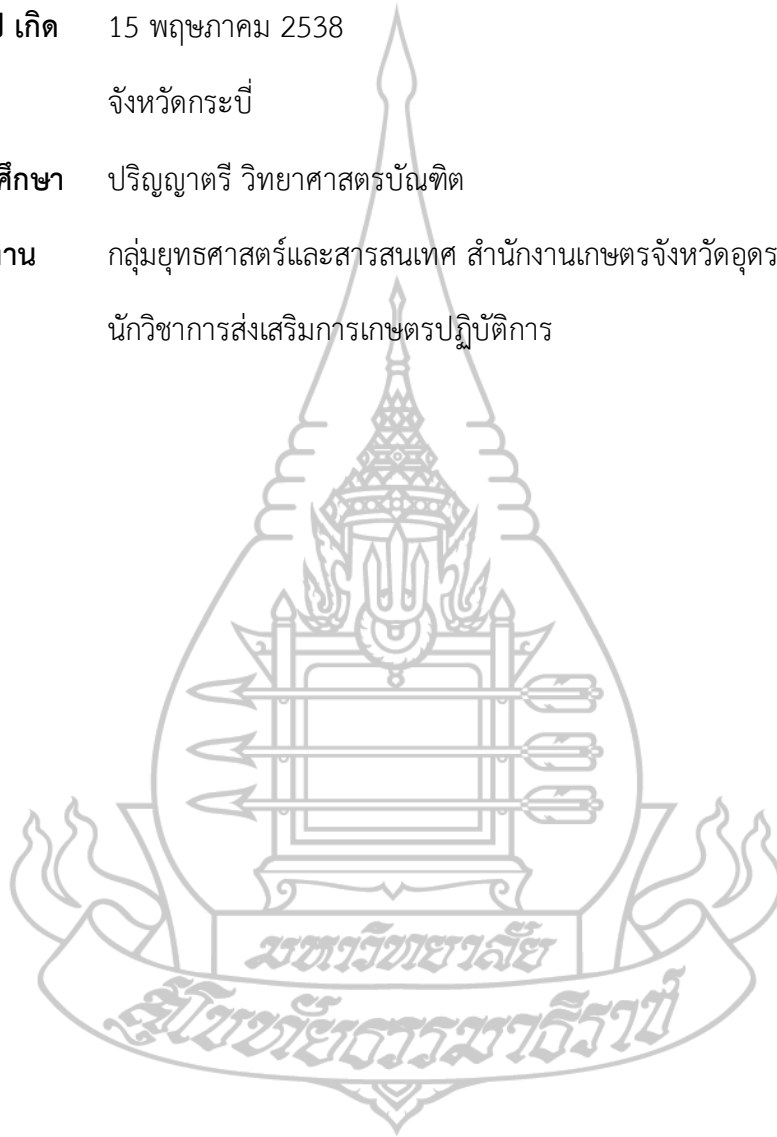 เกิด 15 พฤษภาคม 2538
จังหวัดกระบี่
ศึกษา ปริญญาตรี วิทยาศาสตรบัณฑิต
กลุ่มยุทธศาสตร์และสารสนเทศ สำนักงานเกษตรจังหวัดอุดร
นักวิชาการส่งเสริมการเกษตรปฏิบัติการ
มหาวิทยาลัย
สุโขทัยธรรมาธิราช